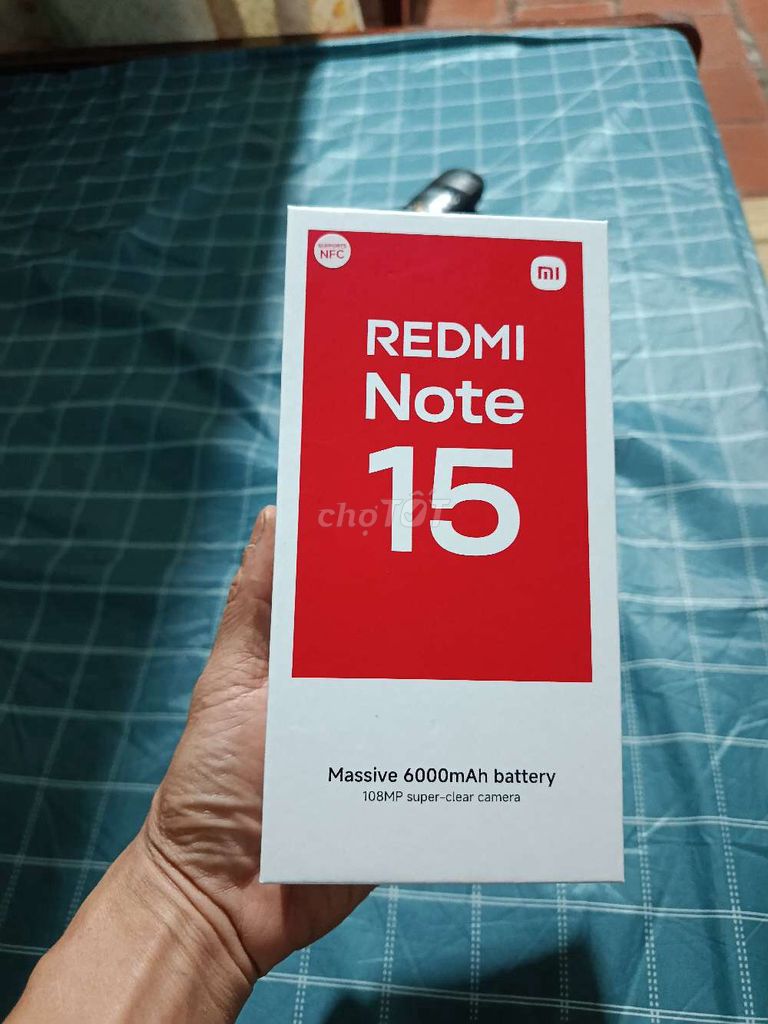 SUPPORTS
NFC
mi
REDMI
Note
15
chợTỐT
Massive 6000mAh battery
108MP super-clear camera